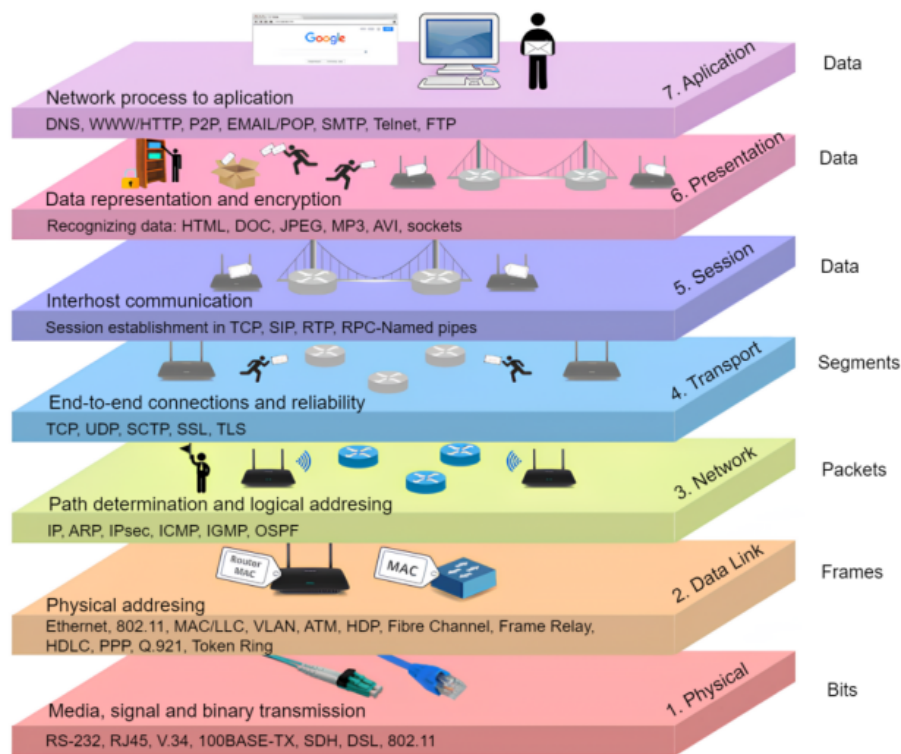 Google
Network process to aplication
7. Aplication
Data
DNS, WWW/HTTP, P2P, EMAIL/POP, SMTP, Telnet, FTP
Data representation and encryption
6. Presentation
Data
Recognizing data: HTML, DOC, JPEG, MP3, AVI, sockets
Interhost communication
5. Session
Data
Session establishment in TCP, SIP, RTP, RPC-Named pipes
End-to-end connections and reliability
4. Transport
Segments
TCP, UDP, SCTP, SSL, TLS
Path determination and logical addresing
3. Network
Packets
IP, ARP, IPsec, ICMP, IGMP, OSPF
Router
MAC
MAC
Physical addresing
2. Data Link
Frames
Ethernet, 802.11, MAC/LLC, VLAN, ATM, HDP, Fibre Channel, Frame Relay,
HDLC, PPP, Q.921, Token Ring
Media, signal and binary transmission
1. Physical
Bits
RS-232, RJ45, V.34, 100BASE-TX, SDH, DSL, 802.11